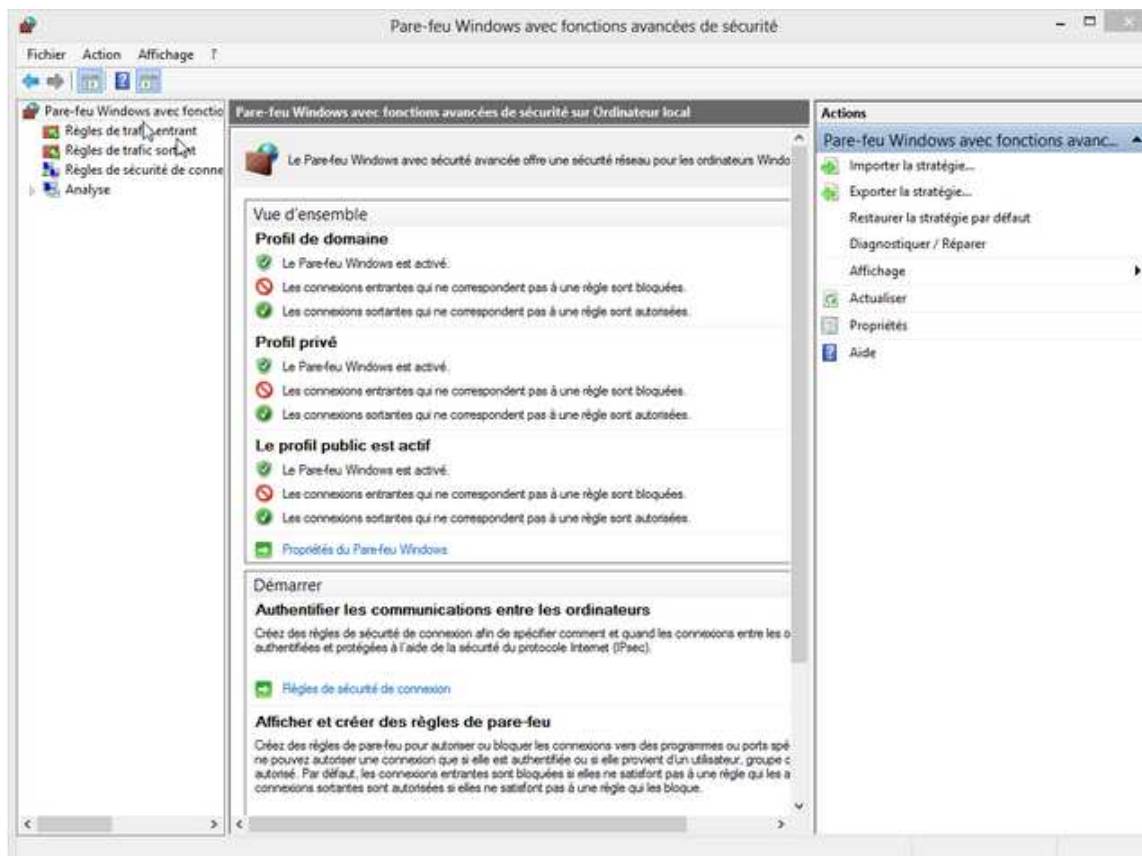 Pare-feu Windows avec fonctions avancées de sécurité
Fichier Action Affichage ?
Pare-feu Windows avec fonctio
Règles de trafic entrant
Règles de trafic sortant
Règles de sécurité de conne
Analyse
Pare-feu Windows avec fonctions avancées de sécurité sur Ordinateur local
Le Pare-feu Windows avec sécurité avancée offre une sécurité réseau pour les ordinateurs Windo
Vue d'ensemble
Profil de domaine
Le Pare-feu Windows est activé.
Les connexions entrantes qui ne correspondent pas à une règle sont bloquées.
Les connexions sortantes qui ne correspondent pas à une règle sont autorisées.
Profil privé
Le Pare-feu Windows est activé.
Les connexions entrantes qui ne correspondent pas à une règle sont bloquées.
Les connexions sortantes qui ne correspondent pas à une règle sont autorisées.
Le profil public est actif
Le Pare-feu Windows est activé.
Les connexions entrantes qui ne correspondent pas à une règle sont bloquées.
Les connexions sortantes qui ne correspondent pas à une règle sont autorisées.
Propriétés du Pare-feu Windows
Démarrer
Authentifier les communications entre les ordinateurs
Créez des règles de sécurité de connexion afin de spécifier comment et quand les connexions entre les o
authentifiées et protégées à l'aide de la sécurité du protocole Internet (IPsec).
Règles de sécurité de connexion
Afficher et créer des règles de pare-feu
Créez des règles de pare-feu pour autoriser ou bloquer les connexions vers des programmes ou ports spé
ne pouvez autoriser une connexion que si elle est authentifiée ou si elle provient d'un utilisateur, groupe c
autorisé. Par défaut, les connexions entrantes sont bloquées si elles ne satisfont pas à une règle qui les a
connexions sortantes sont autorisées si elles ne satisfont pas à une règle qui les bloque.
Actions
Pare-feu Windows avec fonctions avanc...
Importer la stratégie...
Exporter la stratégie...
Restaurer la stratégie par défaut
Diagnostiquer / Réparer
Affichage
Actualiser
Propriétés
Aide